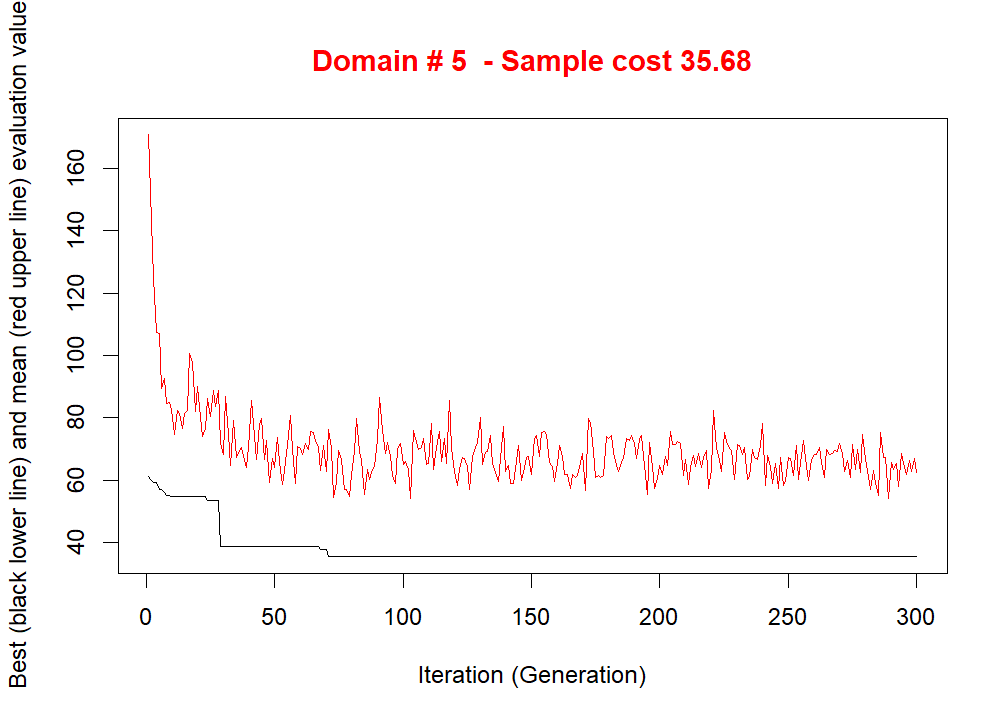 Domain # 5  - Sample cost 35.68
Best (black lower line) and mean (red upper line) evaluation value
160
140
120
100
80
60
40
0 50 100 150 200 250 300
Iteration (Generation)